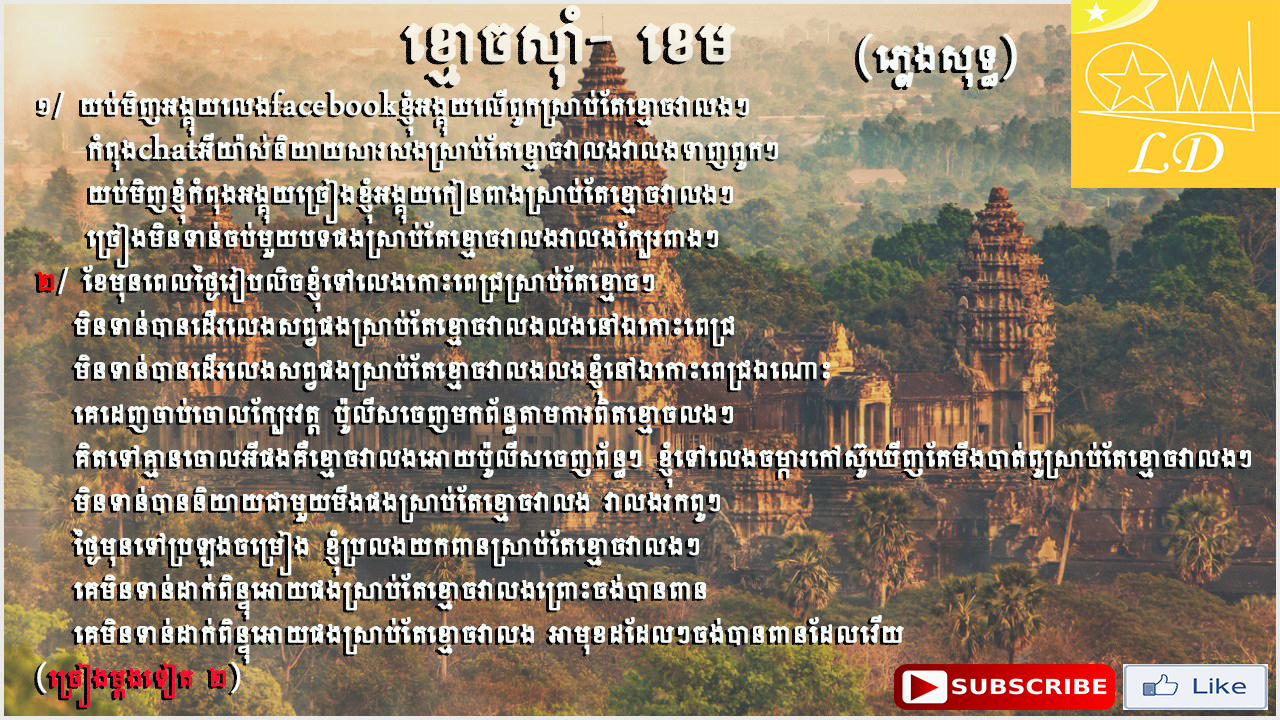 ខ្មោចស៊ាំ- ខេម (ភ្លេងសុទ្ធ)
LD
១/ យប់មិញអង្គុយលេងfacebookខ្ញុំអង្គុយលើពូកស្រាប់តែខ្មោចវាលង១
កំពុងchatអីយ៉ាស់និយាយសារសងស្រាប់តែខ្មោចវាលងវាលងទាញពូក១
យប់មិញខ្ញុំកំពុងអង្គុយច្រៀងខ្ញុំអង្គុយកៀនពាងស្រាប់តែខ្មោចវាលង១
ច្រៀងមិនទាន់ចប់មួយបទផងស្រាប់តែខ្មោចវាលងវាលងក្បែរពាង១
២/ ខែមុនពេលថ្ងៃរៀបលិចខ្ញុំទៅលេងកោះពេជ្រស្រាប់តែខ្មោច១
មិនទាន់បានដើរលេងសព្វផងស្រាប់តែខ្មោចវាលងលងនៅឯកោះពេជ្រ
មិនទាន់បានដើរលេងសព្វផងស្រាប់តែខ្មោចវាលងលងខ្ញុំនៅឯកោះពេជ្រឯណោះ
គេដេញចាប់ចោលក្បែរវត្ត ប៉ូលីសចេញមកព័ន្ធតាមការពិតខ្មោចលង១
គិតទៅគ្មានចោលអីផងគឺខ្មោចវាលងអោយប៉ូលីសចេញព័ន្ធ១ ខ្ញុំទៅលេងចម្ការកៅស៊ូឃើញតែមីងបាត់ពូស្រាប់តែខ្មោចវាលង១
មិនទាន់បាននិយាយជាមួយមីងផងស្រាប់តែខ្មោចវាលង វាលងរកពូ១
ថ្ងៃមុនទៅប្រឡងចម្រៀង ខ្ញុំប្រលងយកពានស្រាប់តែខ្មោចវាលង១
គេមិនទាន់ដាក់ពិន្ទុអោយផងស្រាប់តែខ្មោចវាលងព្រោះចង់បានពាន
គេមិនទាន់ដាក់ពិន្ទុអោយផងស្រាប់តែខ្មោចវាលង អាមុខដដែល១ចង់បានពានដែលវើយ
(ច្រៀងម្ដងទៀត ២)
SUBSCRIBE
Like